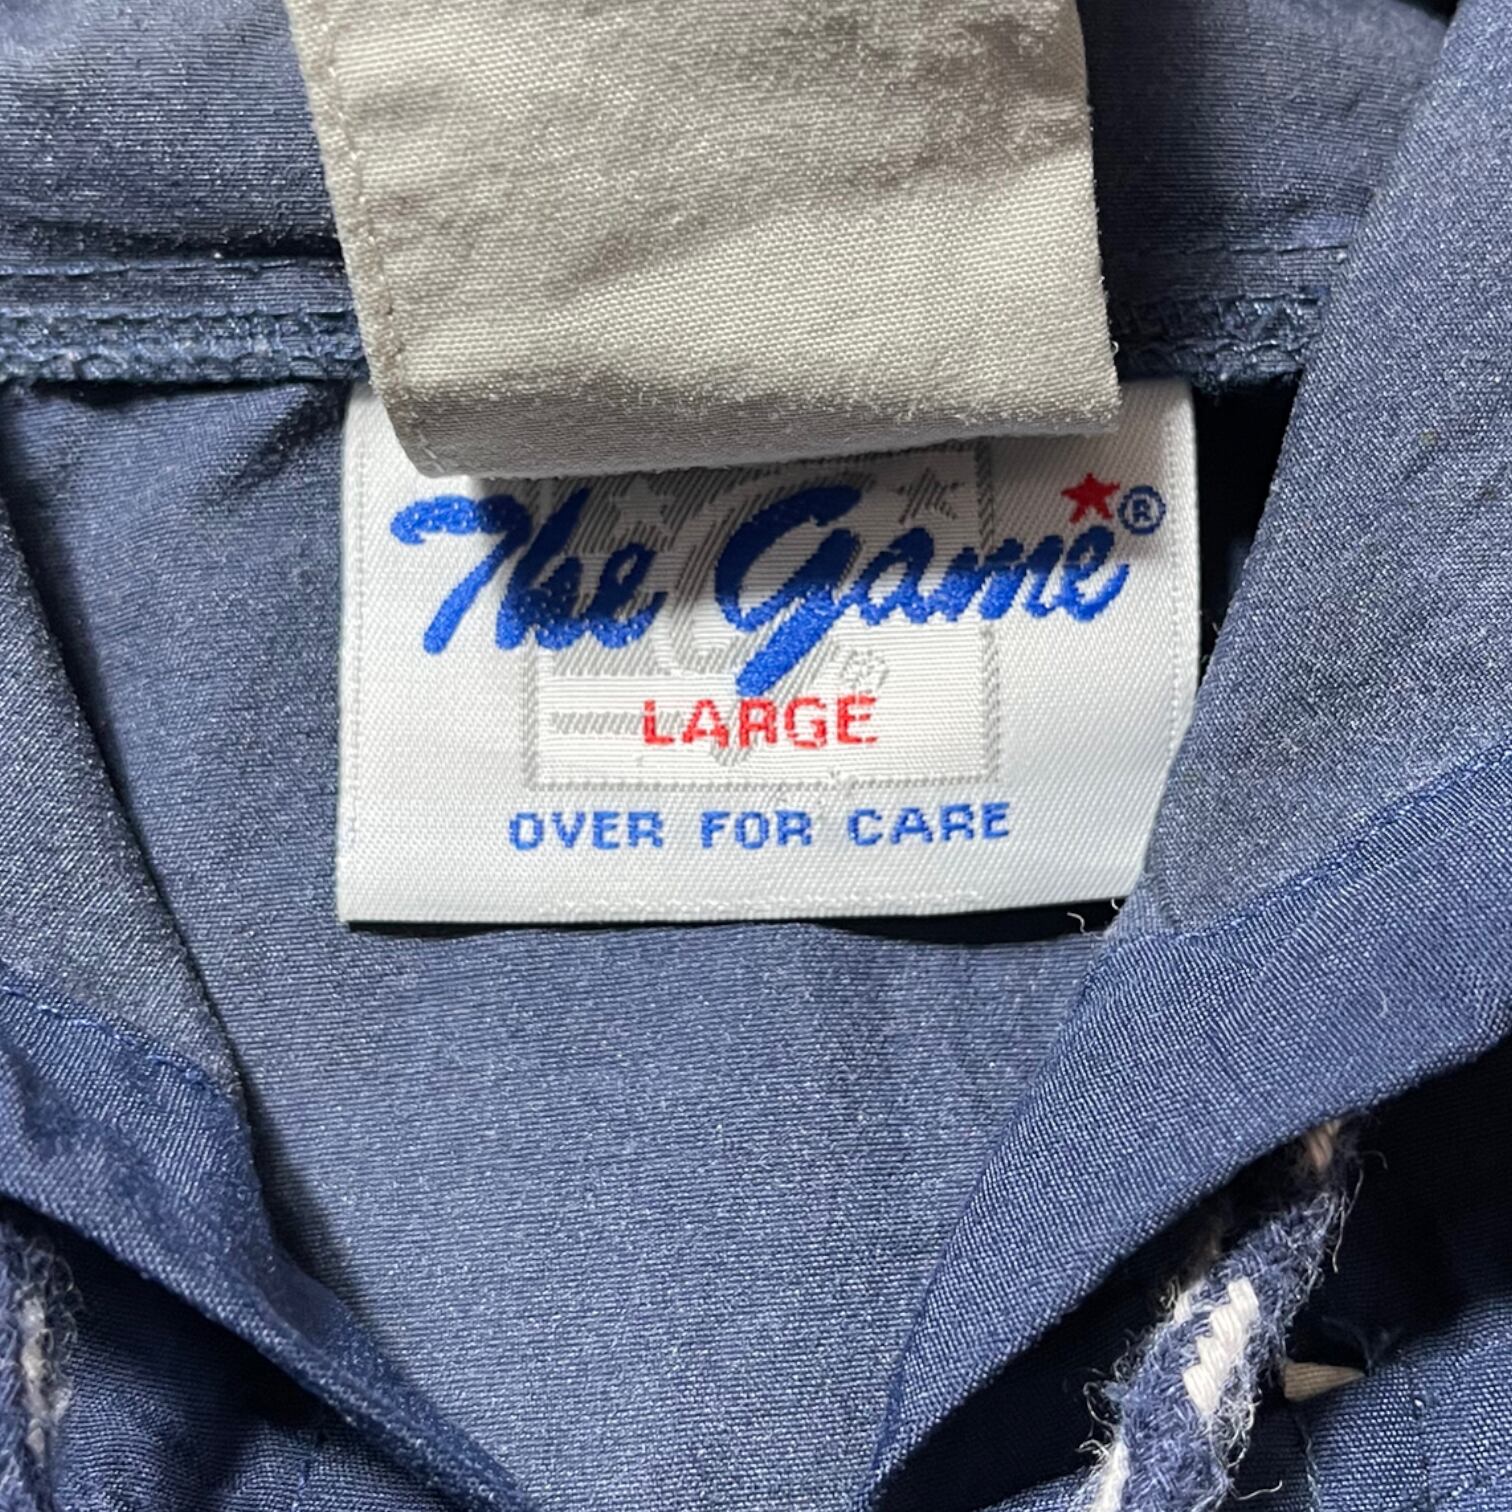 The Game®
LARGE
OVER FOR CARE